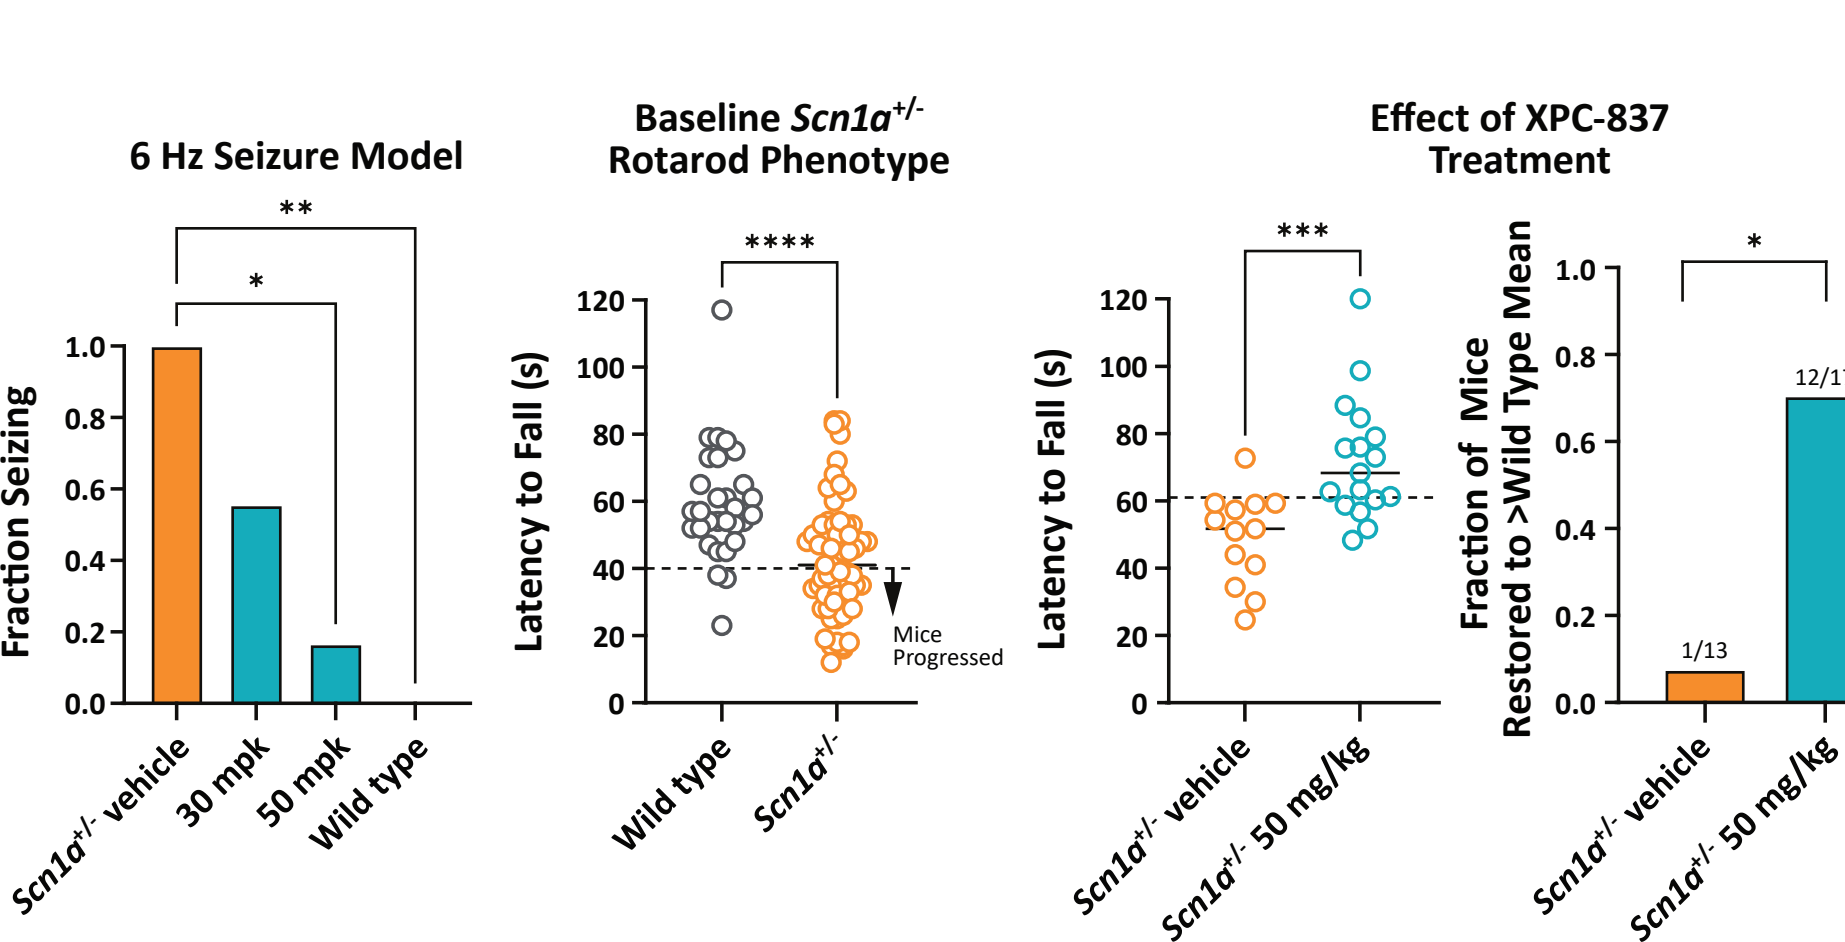 6 Hz Seizure Model
**
*
Fraction Seizing
1.0
0.8
0.6
0.4
0.2
0.0
Scn1a+/- vehicle
30 mpk
50 mpk
Wild type
Baseline Scn1a+/-
Rotarod Phenotype
****
Latency to Fall (s)
120
100
80
60
40
20
0
Mice
Progressed
Wild type
Scn1a+/-
Effect of XPC-837
Treatment
***
Latency to Fall (s)
120
100
80
60
40
20
0
Scn1a+/- vehicle
Scn1a+/- 50 mg/kg
*
Fraction of Mice
Restored to >Wild Type Mean
1.0
0.8
0.6
0.4
0.2
0.0
1/13
Scn1a+/- vehicle
Scn1a+/- 50 mg/kg